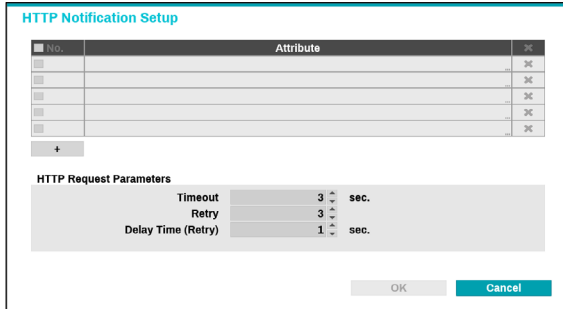 HTTP Notification Setup
No. Attribute
...
...
...
...
...
+
HTTP Request Parameters
Timeout 3 sec.
Retry 3
Delay Time (Retry) 1 sec.
OK Cancel